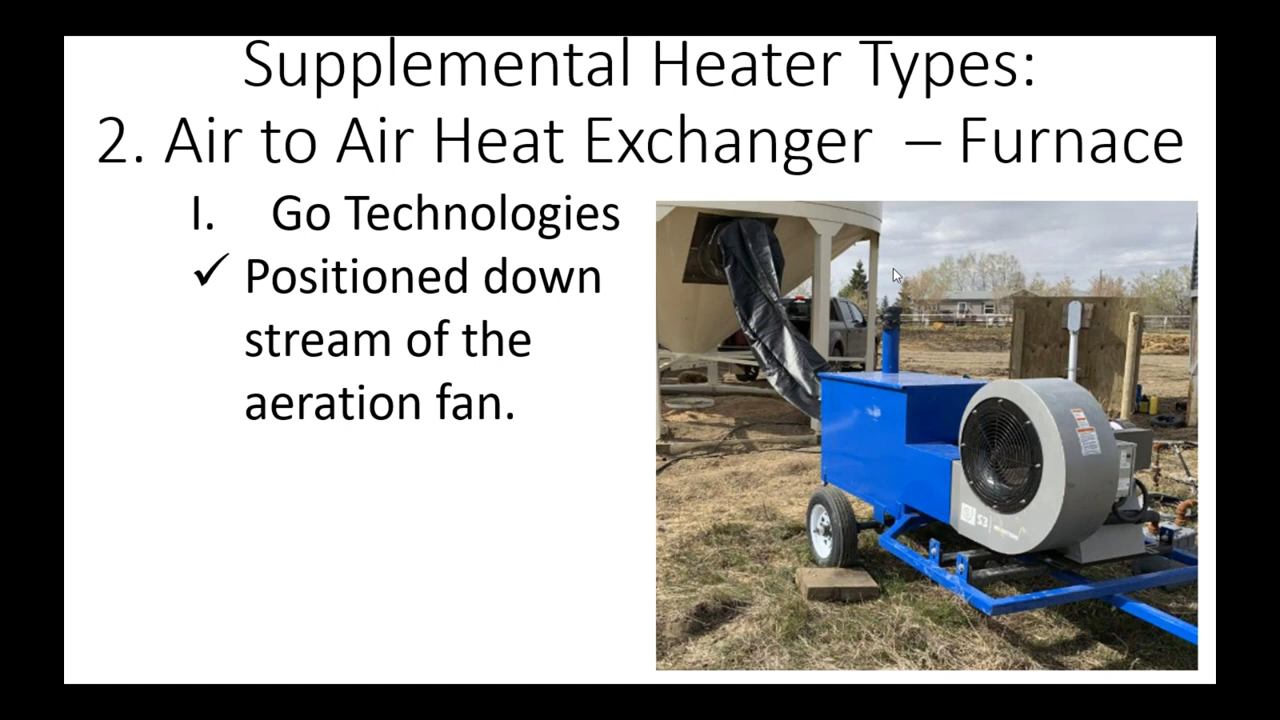 Supplemental Heater Types:
2. Air to Air Heat Exchanger – Furnace
I. Go Technologies
✓ Positioned down
stream of the
aeration fan.
53